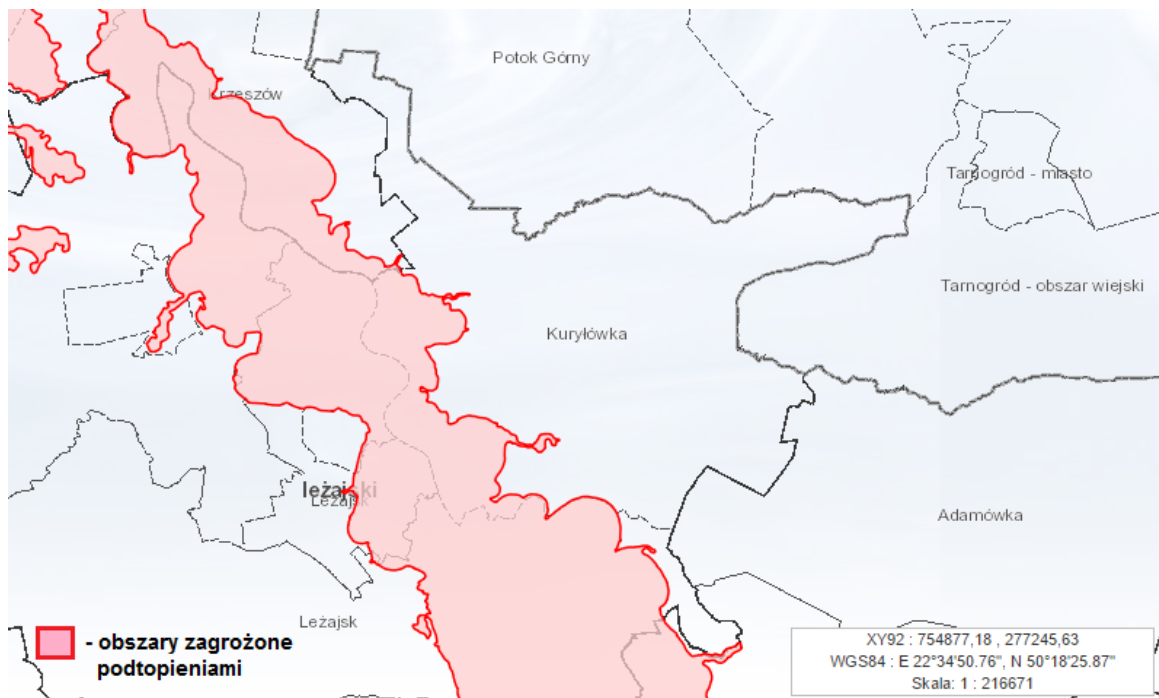 Potok Górny
Krzeszów
Tarnogród - miasto
Tarnogród - obszar wiejski
Kuryłówka
leżajski
Leżajsk
Adamówka
Leżajsk
- obszary zagrożone
podtopieniami
XY92 : 754877,18 , 277245,63
WGS84 : E 22°34'50.76", N 50°18'25.87"
Skala: 1 : 216671